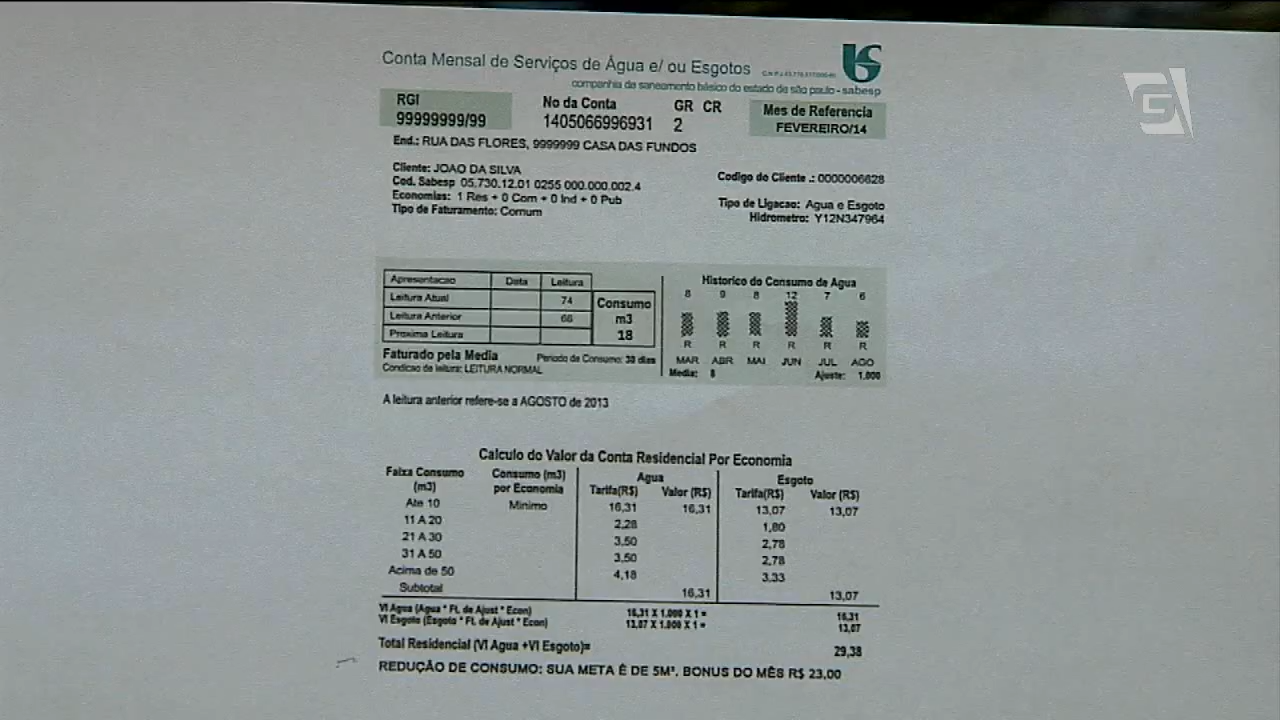 Conta Mensal de Serviços de Água e/ ou Esgotos
companhia de saneamento básico do estado de são paulo - sabesp
RGI No da Conta GR CR Mes de Referencia
99999999/99 1405066996931 2 FEVEREIRO/14
End.: RUA DAS FLORES, 9999999 CASA DAS FUNDOS
Cliente: JOAO DA SILVA
Codigo do Cliente .: 0000006628
Cod. Sabesp 05.730.12.01 0255 000.000.002.4
Economias: 1 Res + 0 Com + 0 Ind + 0 Pub
Tipo de Ligacao: Agua e Esgoto
Tipo de Faturamento: Comum
Hidrometro: Y12N347964
Apresentacao Data Leitura
Leitura Atual 74
Leitura Anterior 66
Proxima Leitura
Consumo
m3
18
Faturado pela Media Periodo de Consumo: 30 dias
Condicao de leitura: LEITURA NORMAL
Historico do Consumo de Agua
8 9 8 12 7 6
R R R R R R
MAR ABR MAI JUN JUL AGO
Media: 8 Ajuste: 1.000
A leitura anterior refere-se a AGOSTO de 2013
Calculo do Valor da Conta Residencial Por Economia
Faixa Consumo Consumo (m3) Agua Esgoto
(m3) por Economia Tarifa(R$) Valor (R$) Tarifa(R$) Valor (R$)
Ate 10 Minimo 16,31 16,31 13,07 13,07
11 A 20 2,28 1,80
21 A 30 3,50 2,78
31 A 50 3,50 2,78
Acima de 50 4,18 3,33
Subtotal 16,31 13,07
Vl Agua (Agua * Ft. de Ajust * Econ) 16,31 X 1.000 X 1 = 16,31
Vl Esgoto (Esgoto * Ft. de Ajust * Econ) 13,07 X 1.000 X 1 = 13,07
Total Residencial (Vl Agua +Vl Esgoto)= 29,38
REDUÇÃO DE CONSUMO: SUA META É DE 5M³. BONUS DO MÊS R$ 23,00